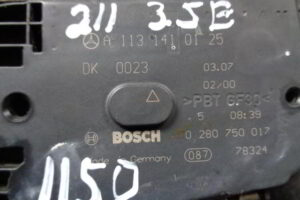 211 3.5E
A 113 141 01 25
DK 0023 03.07
02/00
>PBT GF30<
5 08:39
BOSCH 0 280 750 017
Made in Germany 087 78324
1150